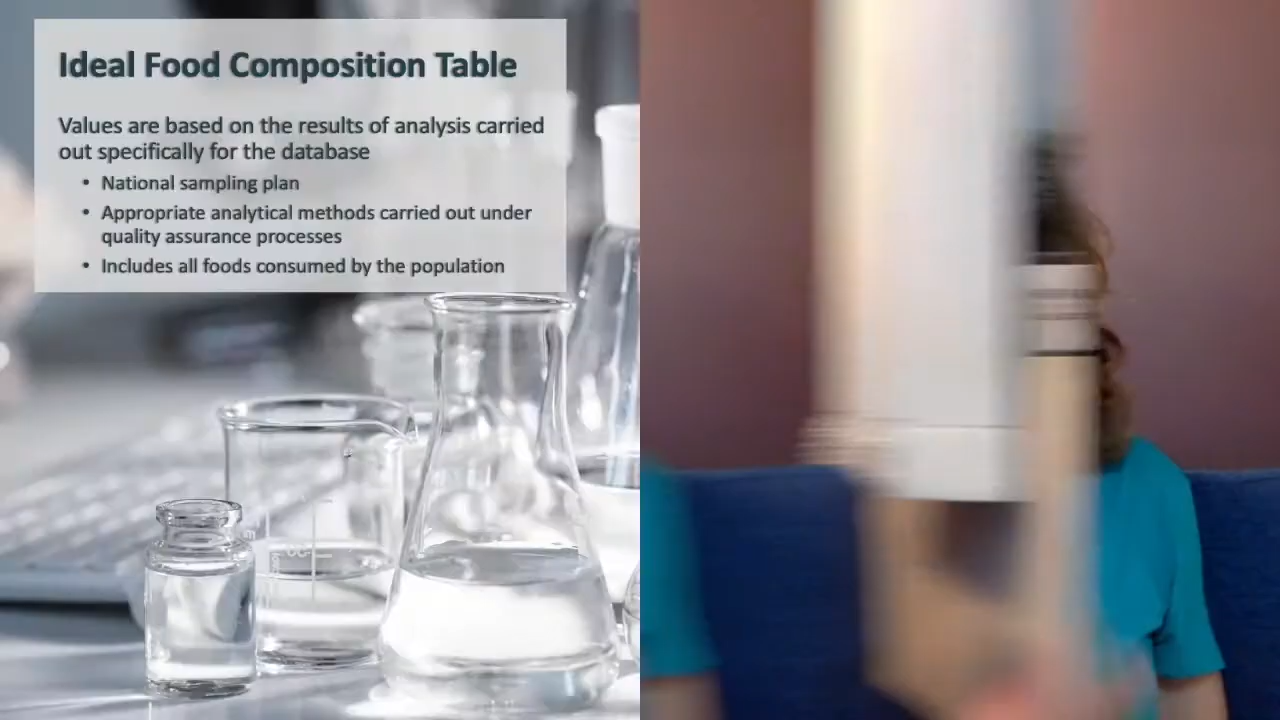 Ideal Food Composition Table
Values are based on the results of analysis carried
out specifically for the database
• National sampling plan
• Appropriate analytical methods carried out under
quality assurance processes
• Includes all foods consumed by the population